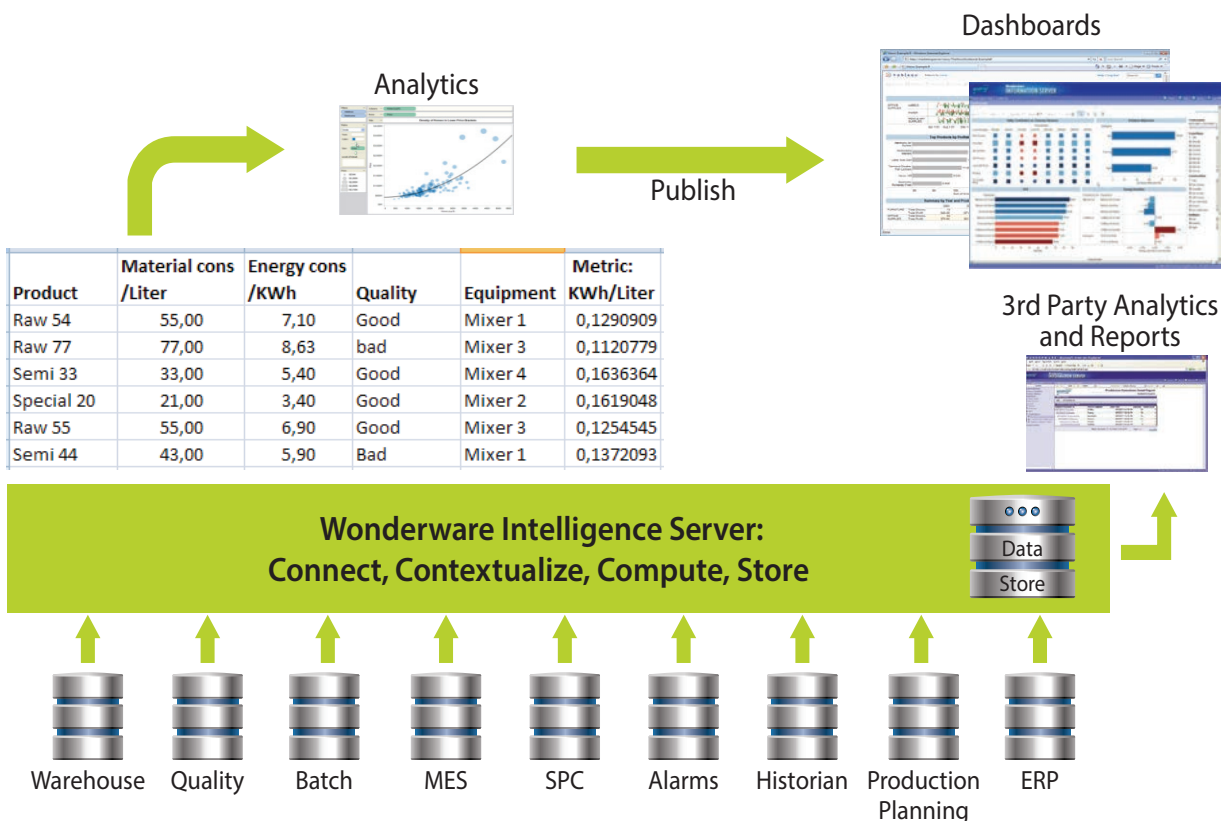 Dashboards
Analytics
Publish
INFORMATION SERVER
3rd Party Analytics
and Reports
Product Material cons /Liter Energy cons /KWh Quality Equipment Metric: KWh/Liter
Raw 54 55,00 7,10 Good Mixer 1 0,1290909
Raw 77 77,00 8,63 bad Mixer 3 0,1120779
Semi 33 33,00 5,40 Good Mixer 4 0,1636364
Special 20 21,00 3,40 Good Mixer 2 0,1619048
Raw 55 55,00 6,90 Good Mixer 3 0,1254545
Semi 44 43,00 5,90 Bad Mixer 1 0,1372093
Wonderware Intelligence Server:
Connect, Contextualize, Compute, Store
Data
Store
Warehouse
Quality
Batch
MES
SPC
Alarms
Historian
Production
Planning
ERP